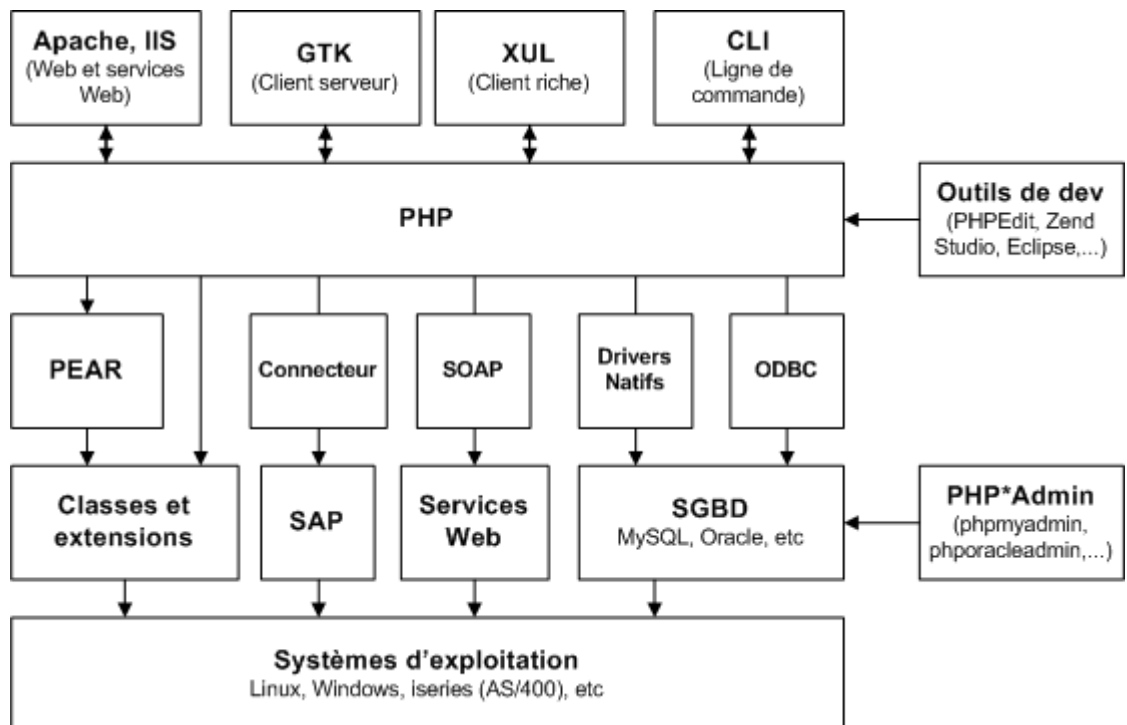 Apache, IIS
(Web et services
Web)
GTK
(Client serveur)
XUL
(Client riche)
CLI
(Ligne de
commande)
PHP
Outils de dev
(PHPEdit, Zend
Studio, Eclipse,...)
PEAR
Connecteur
SOAP
Drivers
Natifs
ODBC
Classes et
extensions
SAP
Services
Web
SGBD
MySQL, Oracle, etc
PHP*Admin
(phpmyadmin,
phporacleadmin,...)
Systèmes d'exploitation
Linux, Windows, iseries (AS/400), etc